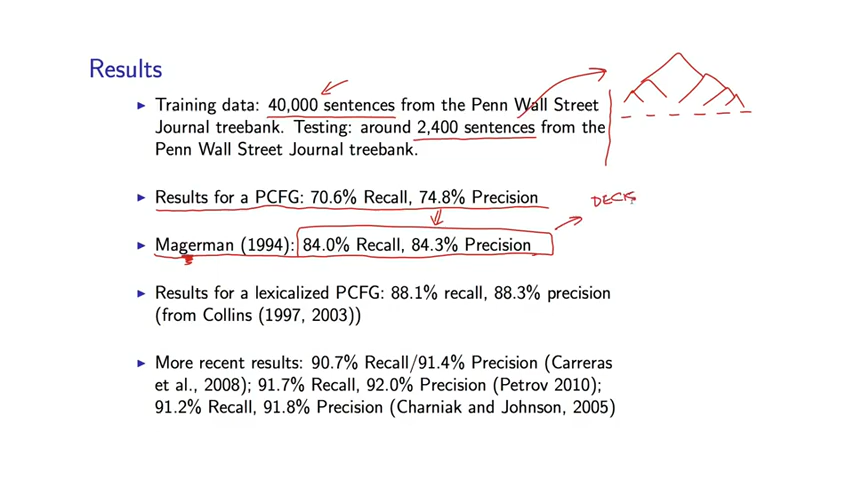 Results
▶ Training data: 40,000 sentences from the Penn Wall Street
Journal treebank. Testing: around 2,400 sentences from the
Penn Wall Street Journal treebank.
▶ Results for a PCFG: 70.6% Recall, 74.8% Precision
DECIS
▶ Magerman (1994): 84.0% Recall, 84.3% Precision
▶ Results for a lexicalized PCFG: 88.1% recall, 88.3% precision
(from Collins (1997, 2003))
▶ More recent results: 90.7% Recall/91.4% Precision (Carreras
et al., 2008); 91.7% Recall, 92.0% Precision (Petrov 2010);
91.2% Recall, 91.8% Precision (Charniak and Johnson, 2005)